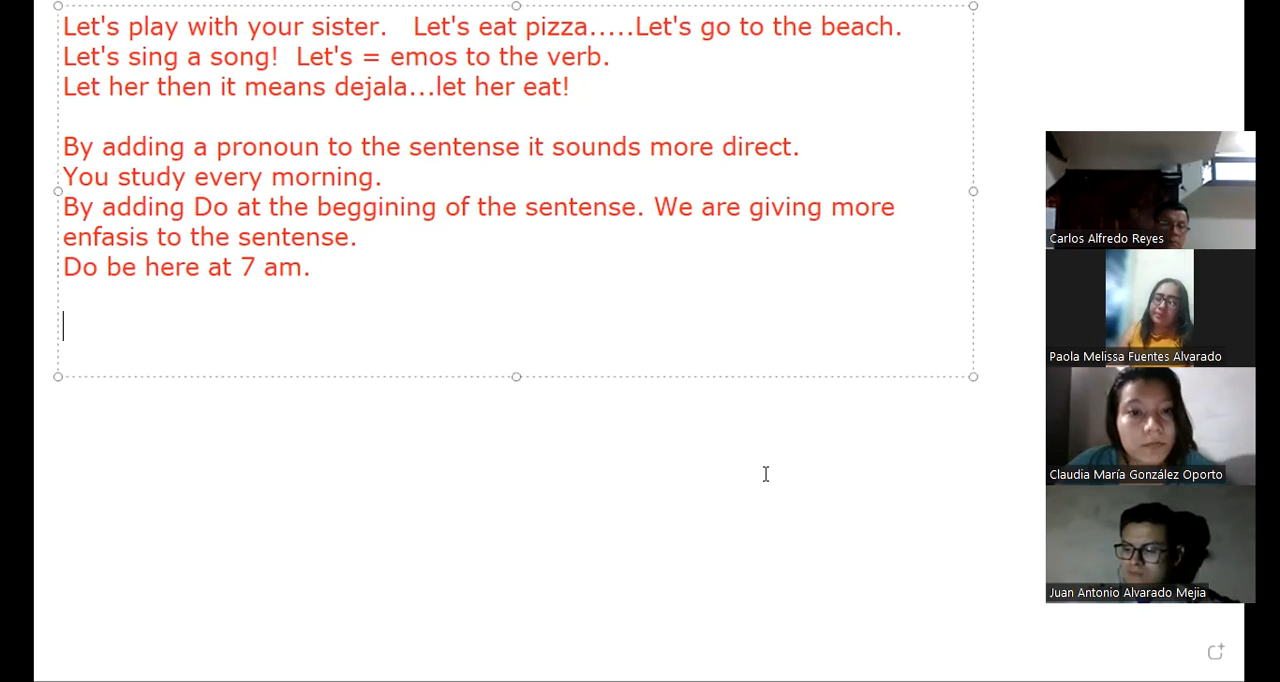 Let's play with your sister.   Let's eat pizza.....Let's go to the beach.
Let's sing a song!  Let's = emos to the verb.
Let her then it means dejala...let her eat!
By adding a pronoun to the sentense it sounds more direct.
You study every morning.
By adding Do at the beggining of the sentense. We are giving more
enfasis to the sentense.
Do be here at 7 am.
Carlos Alfredo Reyes
Paola Melissa Fuentes Alvarado
Claudia María González Oporto
Juan Antonio Alvarado Mejia